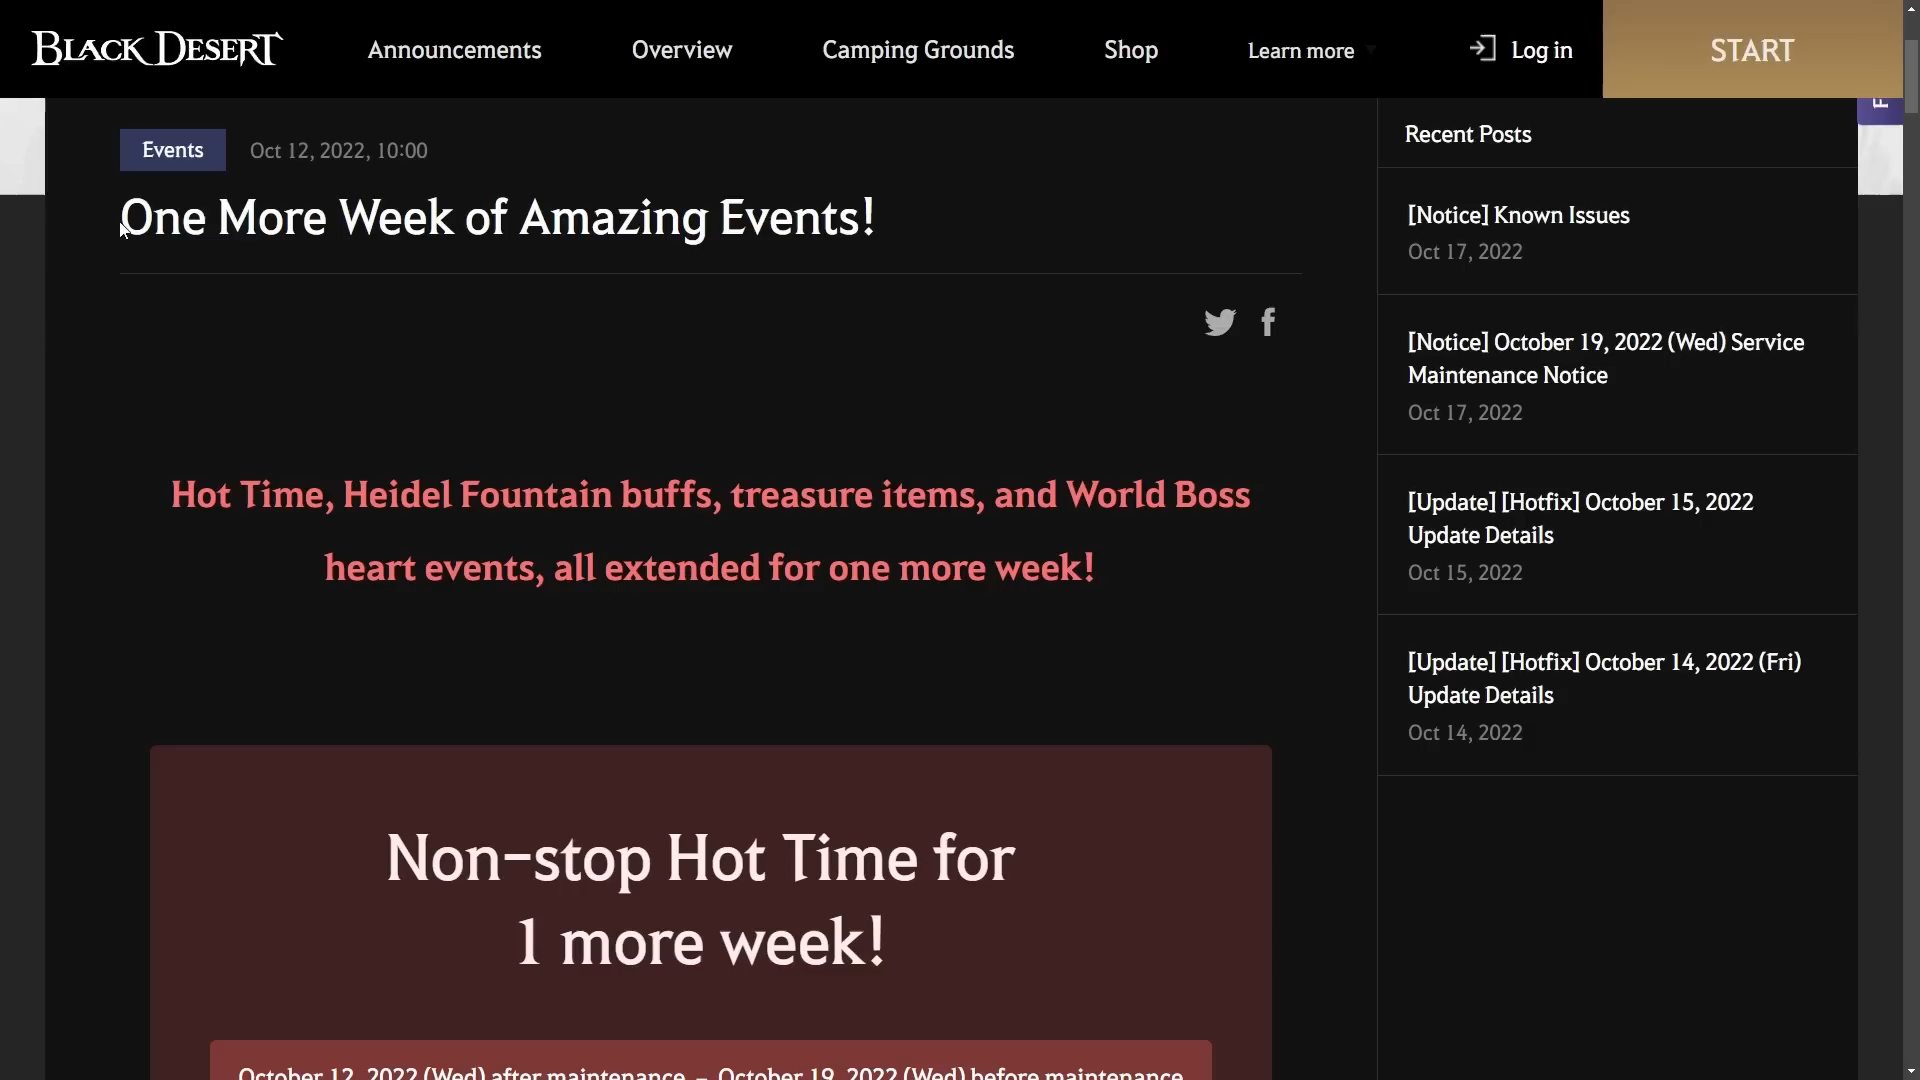 BLACK DESERT
Announcements
Overview
Camping Grounds
Shop
Learn more
Log in
START
Events
Oct 12, 2022, 10:00
One More Week of Amazing Events!
Hot Time, Heidel Fountain buffs, treasure items, and World Boss
heart events, all extended for one more week!
Non-stop Hot Time for
1 more week!
October 12, 2022 (Wed) after maintenance – October 19, 2022 (Wed) before maintenance
Recent Posts
[Notice] Known Issues
Oct 17, 2022
[Notice] October 19, 2022 (Wed) Service
Maintenance Notice
Oct 17, 2022
[Update] [Hotfix] October 15, 2022
Update Details
Oct 15, 2022
[Update] [Hotfix] October 14, 2022 (Fri)
Update Details
Oct 14, 2022